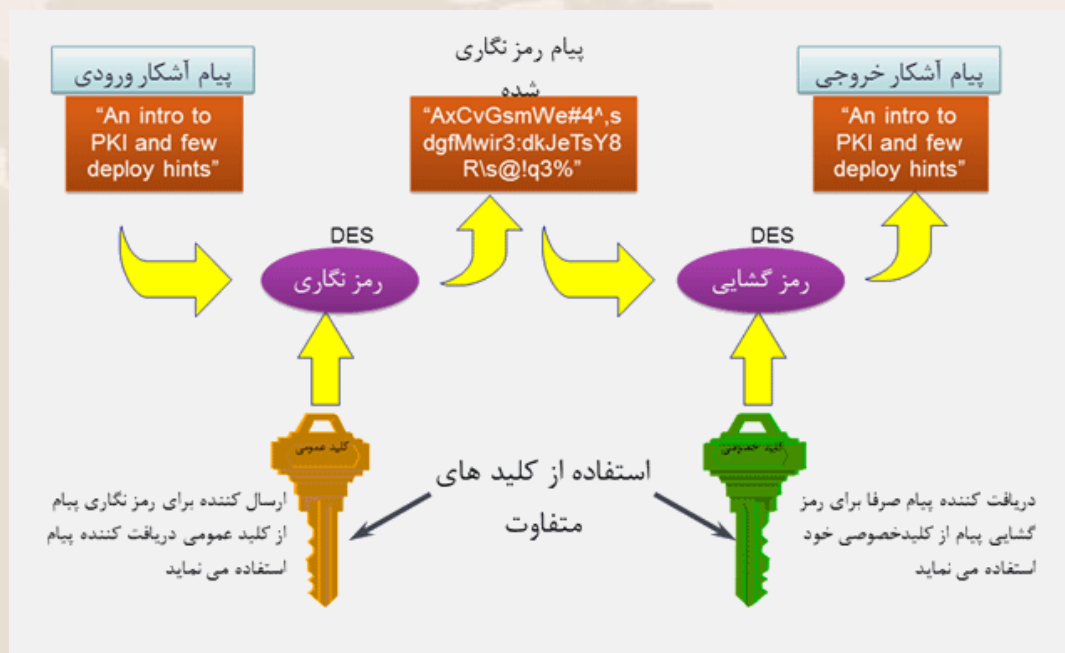 پیام آشکار ورودی
"An intro to
PKI and few
deploy hints"
پیام رمز نگاری
شده
"AxCvGsmWe#4^,s
dgfMwir3:dkJeTsY8
R\s@!q3%"
پیام آشکار خروجی
"An intro to
PKI and few
deploy hints"
DES
رمز نگاری
DES
رمز گشایی
کلید عمومی
کلید خصوصی
استفاده از کلید های
متفاوت
ارسال کننده برای رمز نگاری پیام
از کلید عمومی دریافت کننده پیام
استفاده می نماید
دریافت کننده پیام صرفا برای رمز
گشایی پیام از کلیدخصوصی خود
استفاده می نماید